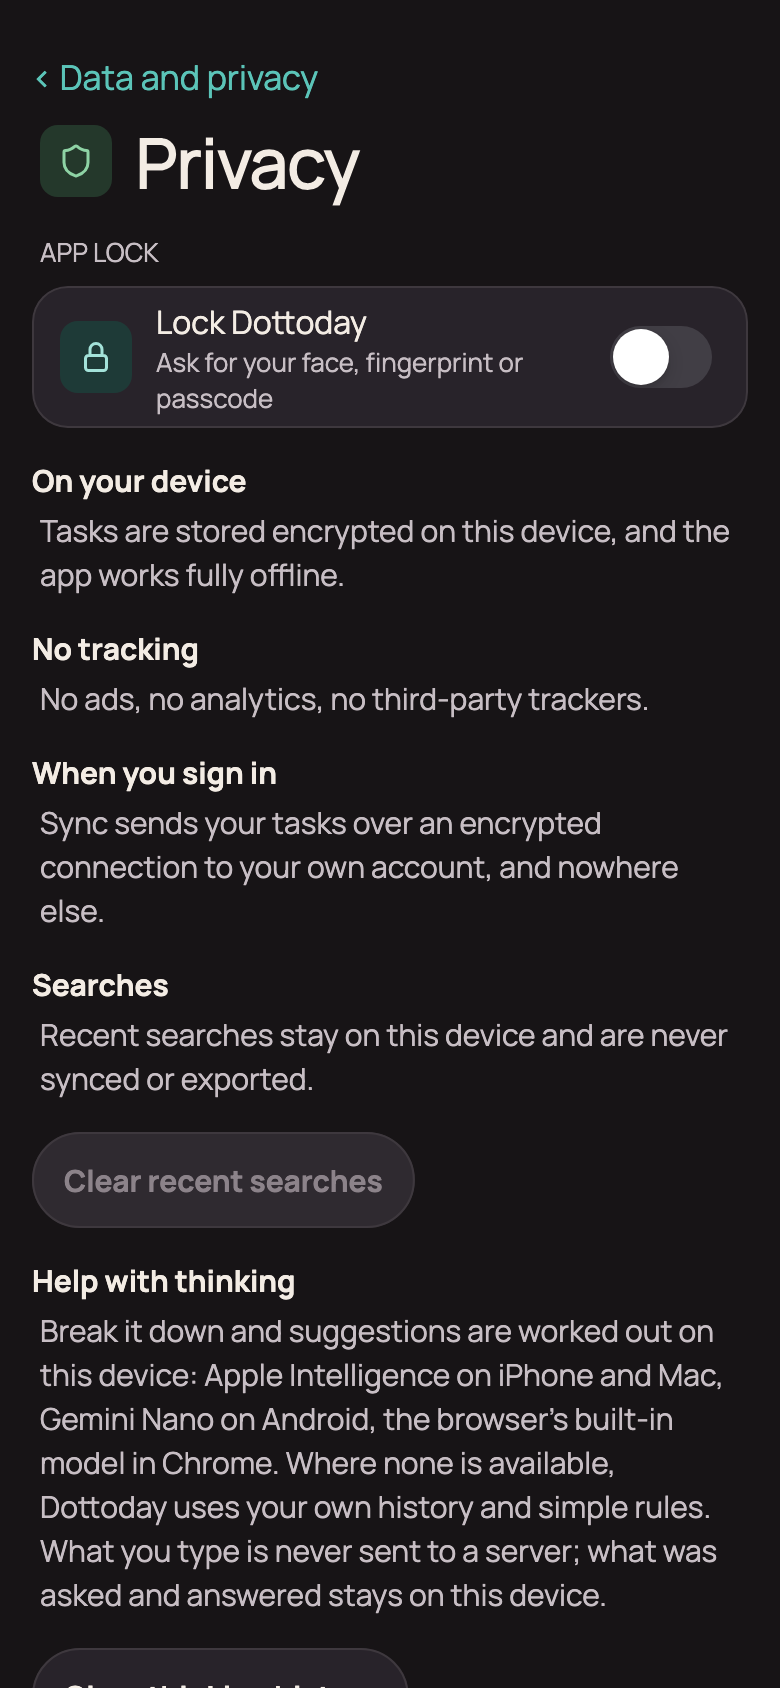 ‹ Data and privacy
Privacy
APP LOCK
Lock Dottoday
Ask for your face, fingerprint or
passcode
On your device
Tasks are stored encrypted on this device, and the
app works fully offline.
No tracking
No ads, no analytics, no third-party trackers.
When you sign in
Sync sends your tasks over an encrypted
connection to your own account, and nowhere
else.
Searches
Recent searches stay on this device and are never
synced or exported.
Clear recent searches
Help with thinking
Break it down and suggestions are worked out on
this device: Apple Intelligence on iPhone and Mac,
Gemini Nano on Android, the browser’s built-in
model in Chrome. Where none is available,
Dottoday uses your own history and simple rules.
What you type is never sent to a server; what was
asked and answered stays on this device.